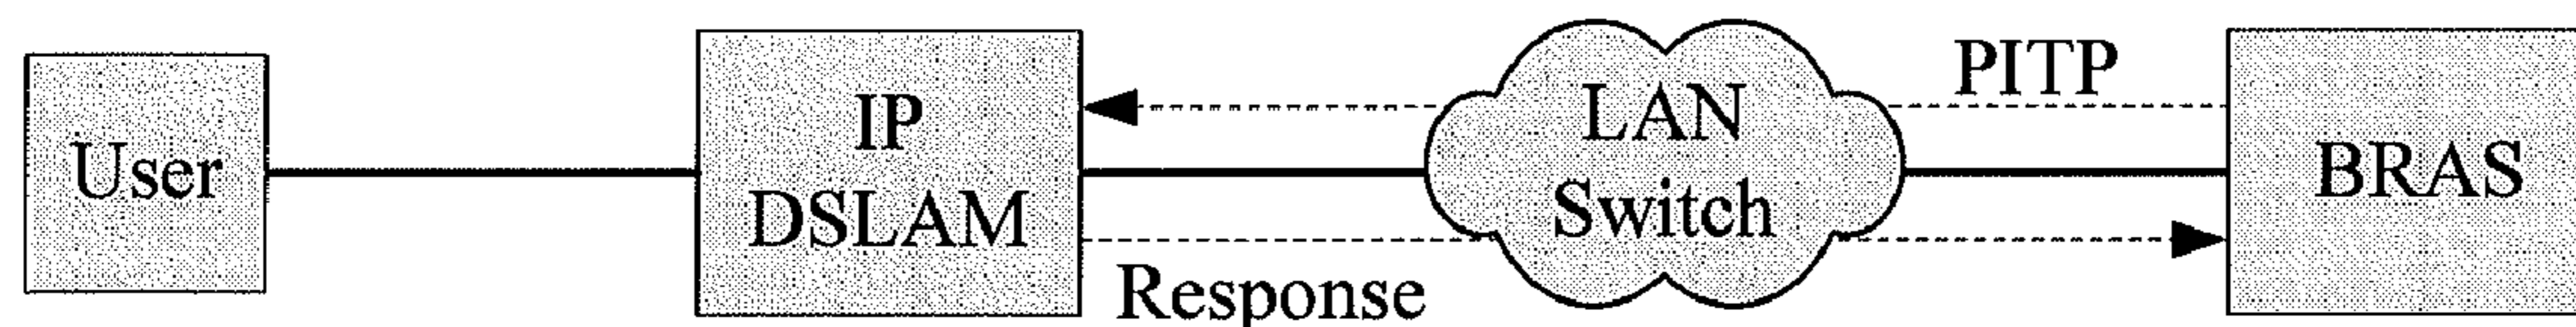 User
IP
DSLAM
Response
LAN
Switch
PITP
BRAS